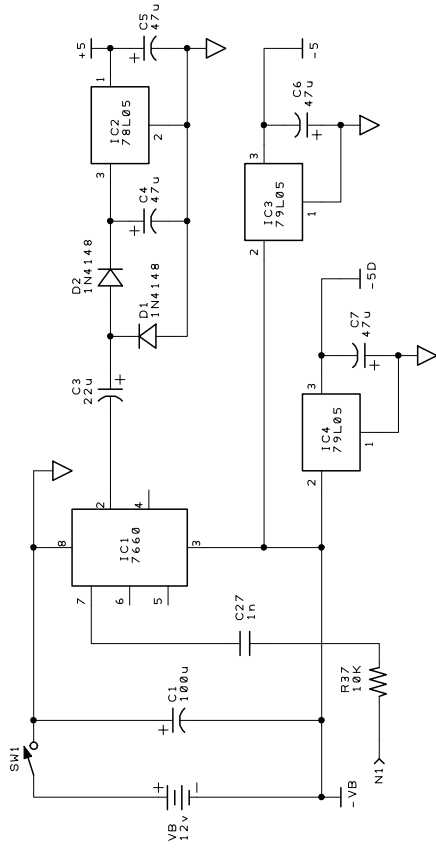 SW1
VB
12v
C1
100u
-VB
N1
R37
10K
C27
1n
IC1
7660
8
7
6
5
2
4
3
C3
22u
D1
1N4148
D2
1N4148
C4
47u
IC2
78L05
3
1
2
+5
C5
47u
IC3
79L05
2
3
1
C6
47u
-5
IC4
79L05
2
3
1
C7
47u
-5D